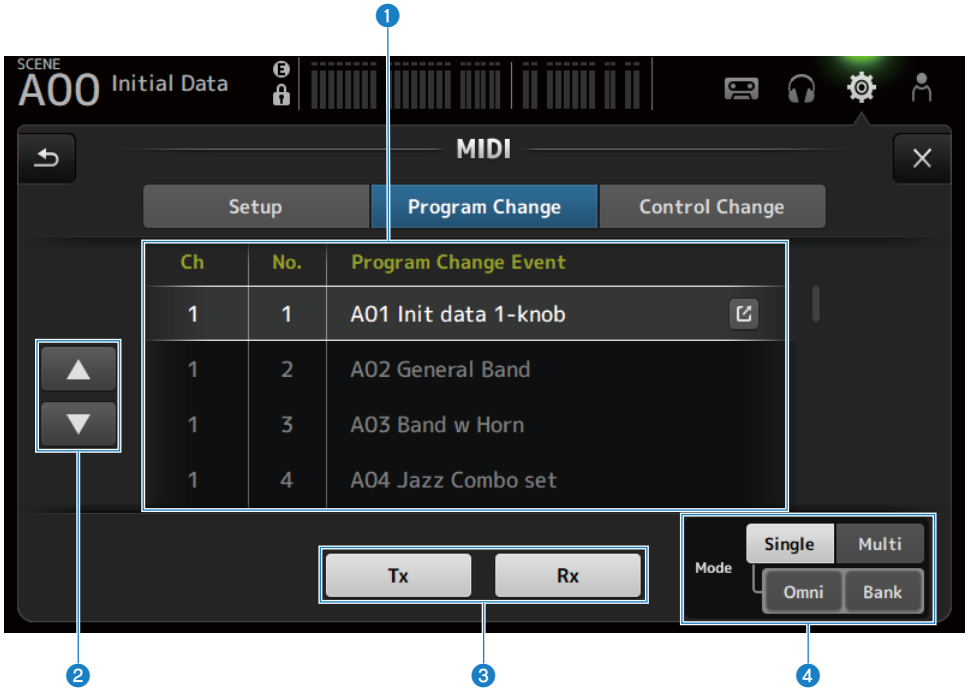 1
SCENE
A00 Initial Data E
MIDI
Setup Program Change Control Change
Ch No. Program Change Event
1 1 A01 Init data 1-knob
1 2 A02 General Band
1 3 A03 Band w Horn
1 4 A04 Jazz Combo set
Tx Rx Mode Single Multi
Omni Bank
2 3 4